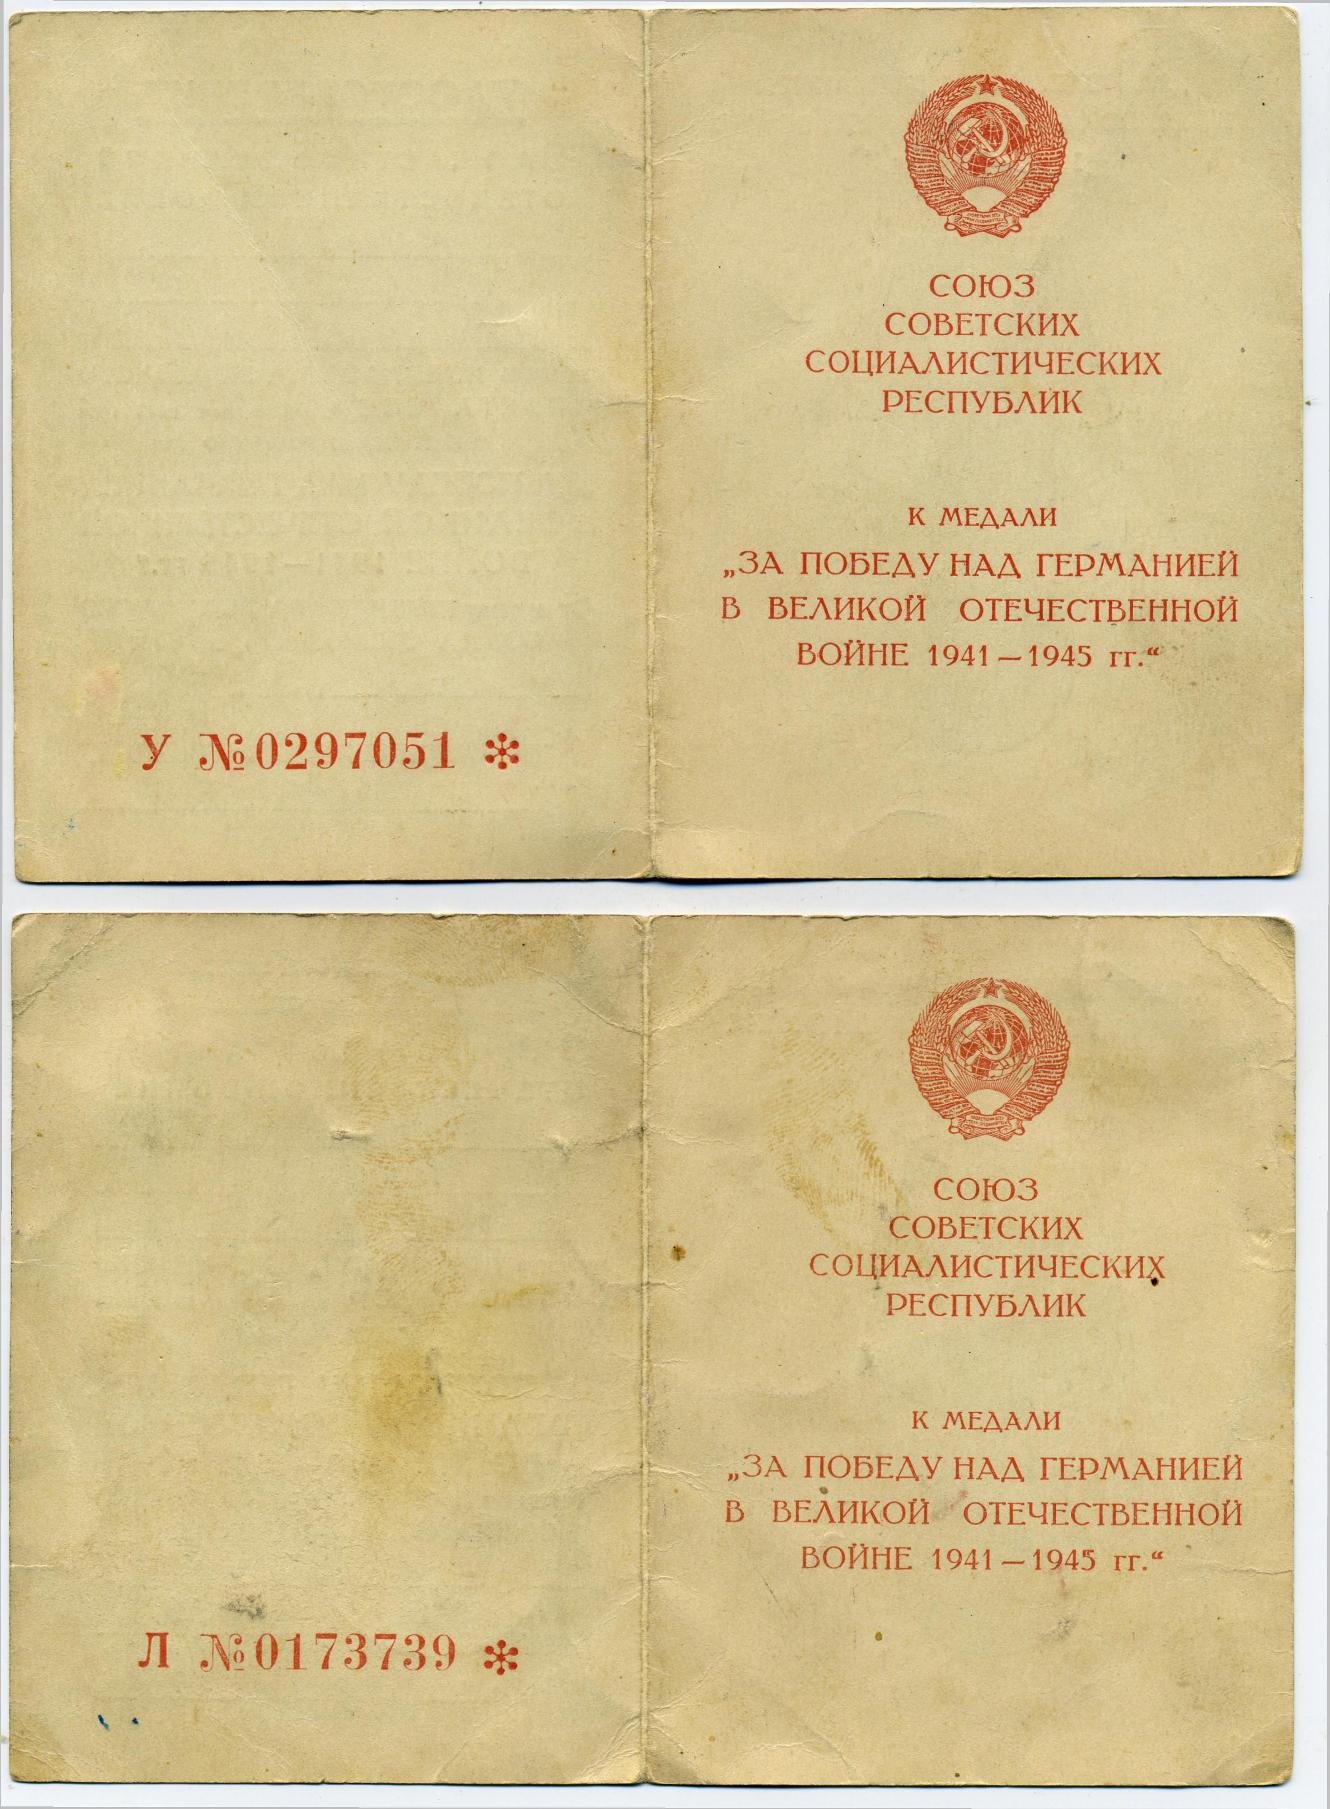 СОЮЗ
СОВЕТСКИХ
СОЦИАЛИСТИЧЕСКИХ
РЕСПУБЛИК
К МЕДАЛИ
„ЗА ПОБЕДУ НАД ГЕРМАНИЕЙ
В ВЕЛИКОЙ ОТЕЧЕСТВЕННОЙ
ВОЙНЕ 1941—1945 гг.“
У №0297051 *
СОЮЗ
СОВЕТСКИХ
СОЦИАЛИСТИЧЕСКИХ
РЕСПУБЛИК
К МЕДАЛИ
„ЗА ПОБЕДУ НАД ГЕРМАНИЕЙ
В ВЕЛИКОЙ ОТЕЧЕСТВЕННОЙ
ВОЙНЕ 1941—1945 гг.“
Л №0173739 *